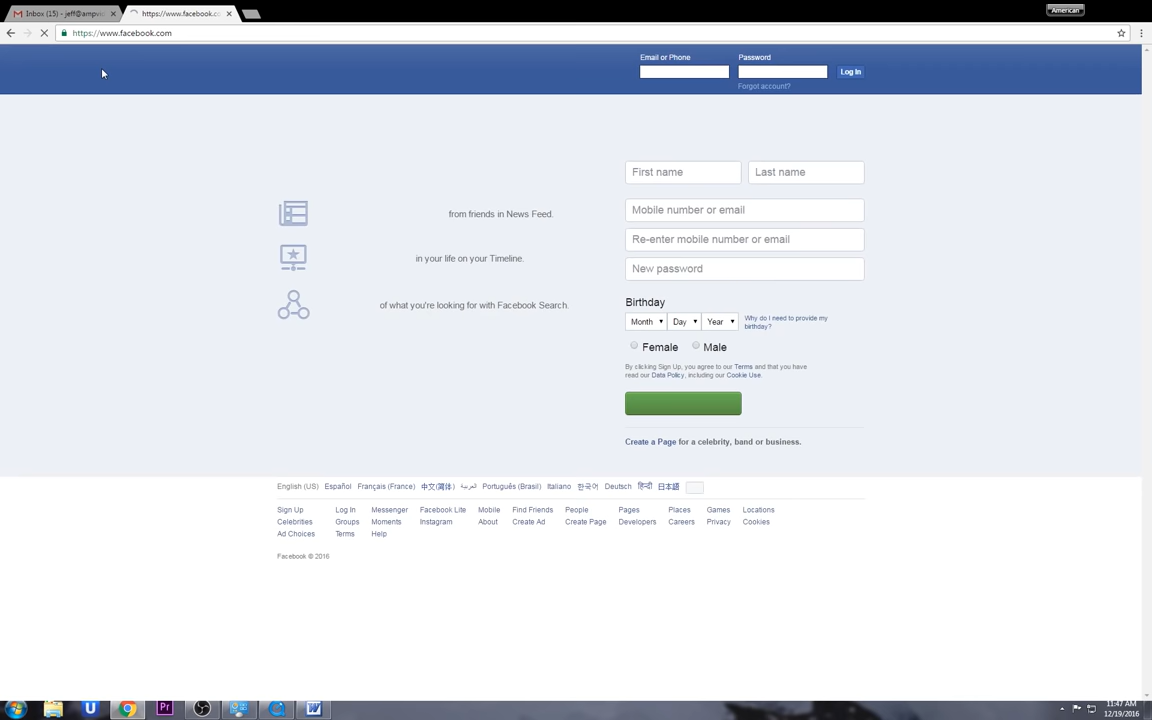 Inbox (15) - jeff@ampvi
https://www.facebook.co
American
https://www.facebook.com
Email or Phone
Password
Log In
Forgot account?
First name
Last name
from friends in News Feed.
Mobile number or email
Re-enter mobile number or email
in your life on your Timeline.
New password
of what you're looking for with Facebook Search.
Birthday
Month
Day
Year
Why do I need to provide my
birthday?
Female
Male
By clicking Sign Up, you agree to our Terms and that you have
read our Data Policy, including our Cookie Use.
Create a Page for a celebrity, band or business.
English (US) Español Français (France) 中文(简体) العربية Português (Brasil) Italiano 한국어 Deutsch हिन्दी 日本語
Sign Up Log In Messenger Facebook Lite Mobile Find Friends People Pages Places Games Locations
Celebrities Groups Moments Instagram About Create Ad Create Page Developers Careers Privacy Cookies
Ad Choices Terms Help
Facebook © 2016
Pr
11:47 AM
12/19/2016